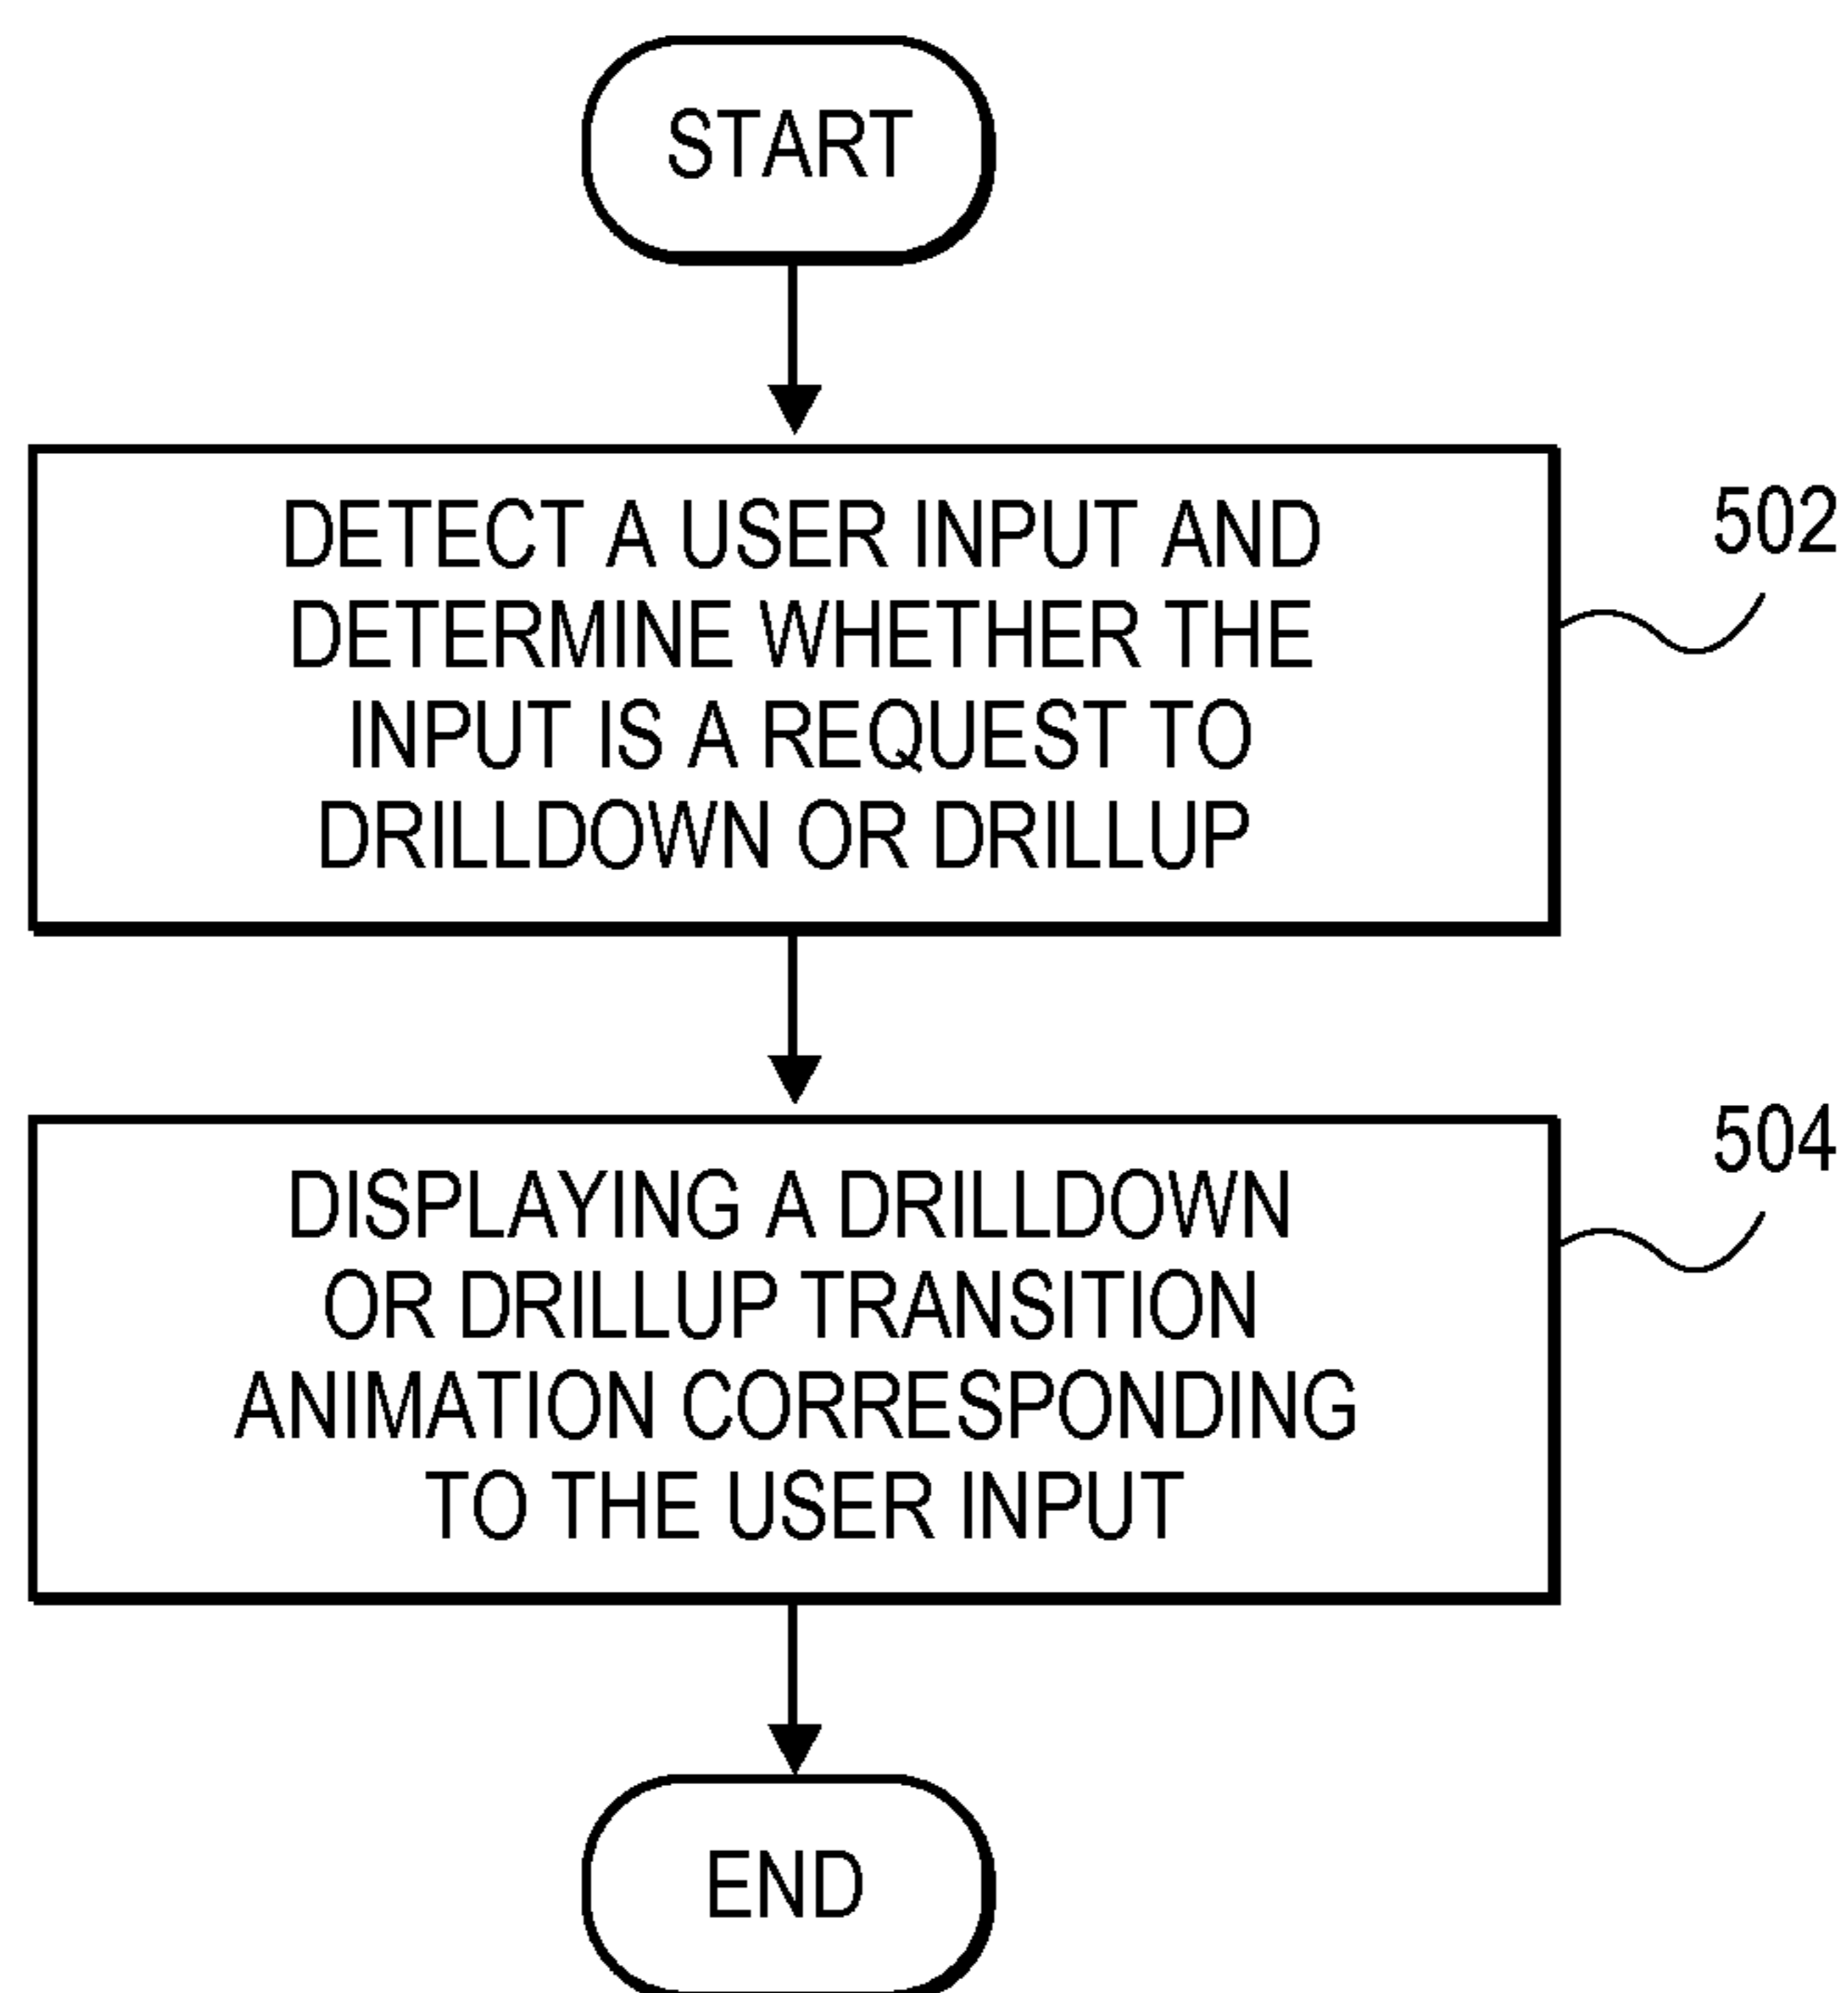 START
DETECT A USER INPUT AND
DETERMINE WHETHER THE
INPUT IS A REQUEST TO
DRILLDOWN OR DRILLUP
502
DISPLAYING A DRILLDOWN
OR DRILLUP TRANSITION
ANIMATION CORRESPONDING
TO THE USER INPUT
504
END